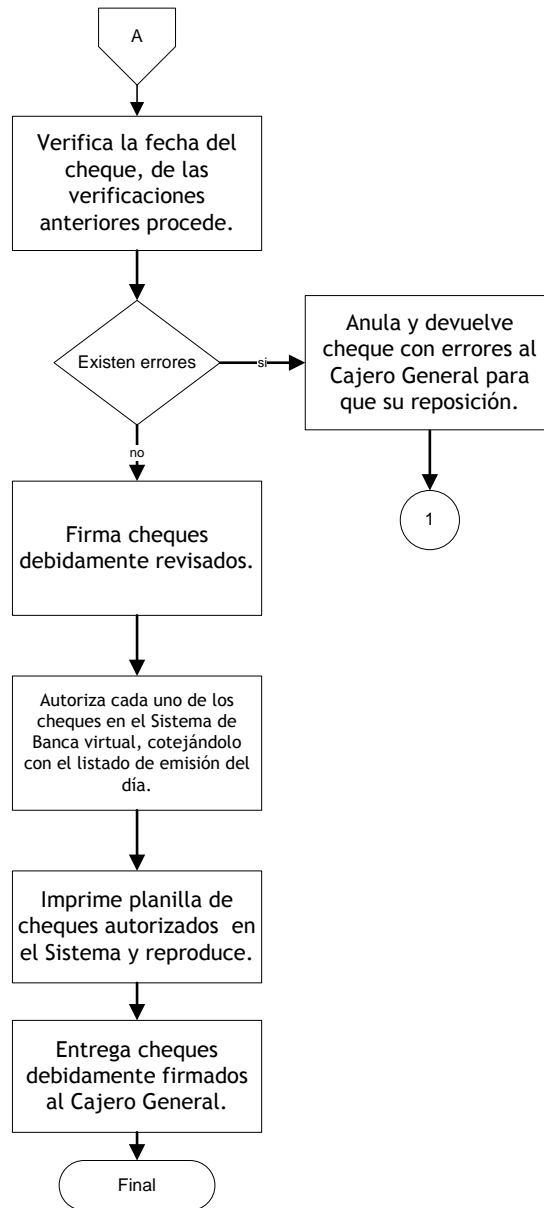 A
Verifica la fecha del
cheque, de las
verificaciones
anteriores procede.
Existen errores
si
Anula y devuelve
cheque con errores al
Cajero General para
que su reposición.
1
no
Firma cheques
debidamente revisados.
Autoriza cada uno de los
cheques en el Sistema de
Banca virtual, cotejándolo
con el listado de emisión del
día.
Imprime planilla de
cheques autorizados  en
el Sistema y reproduce.
Entrega cheques
debidamente firmados
al Cajero General.
Final